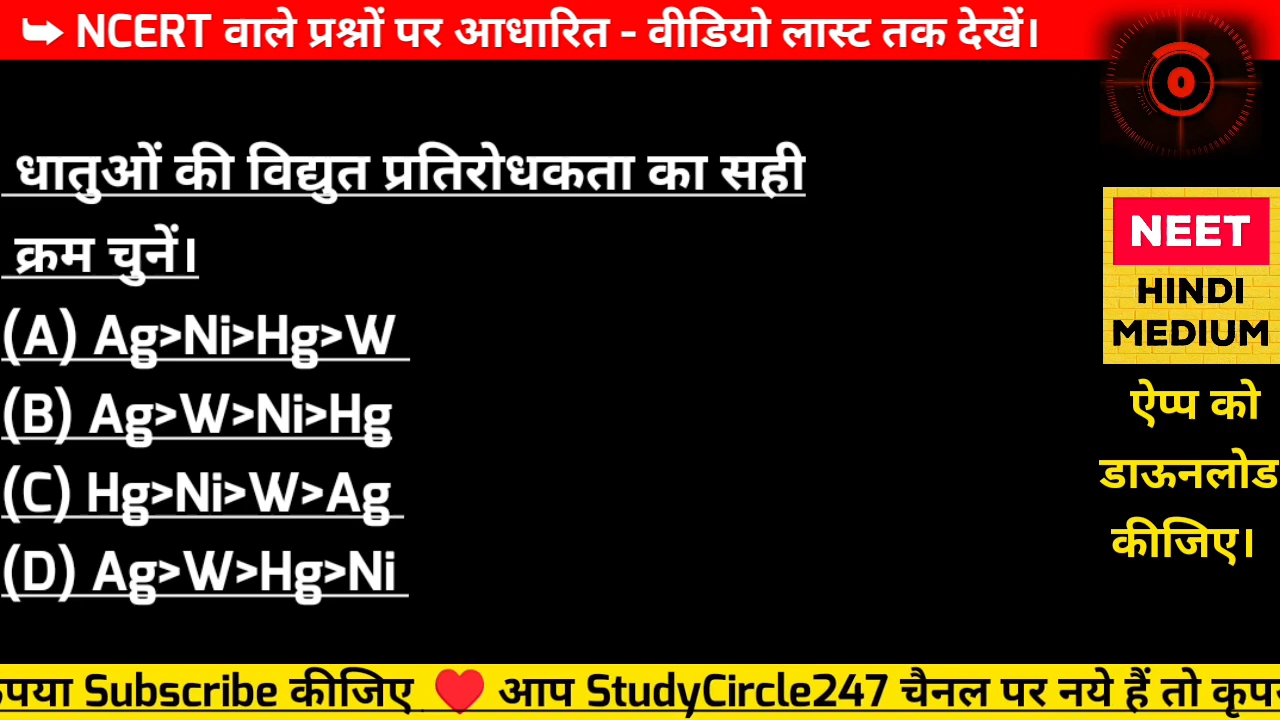 NCERT वाले प्रश्नों पर आधारित - वीडियो लास्ट तक देखें।
0
धातुओं की विद्युत प्रतिरोधकता का सही
क्रम चुनें।
(A) Ag>Ni>Hg>W
(B) Ag>W>Ni>Hg
(C) Hg>Ni>W>Ag
(D) Ag>W>Hg>Ni
NEET
HINDI
MEDIUM
ऐप्प को
डाऊनलोड
कीजिए।
Subscribe कीजिए ❤️ आप StudyCircle247 चैनल पर नये हैं तो